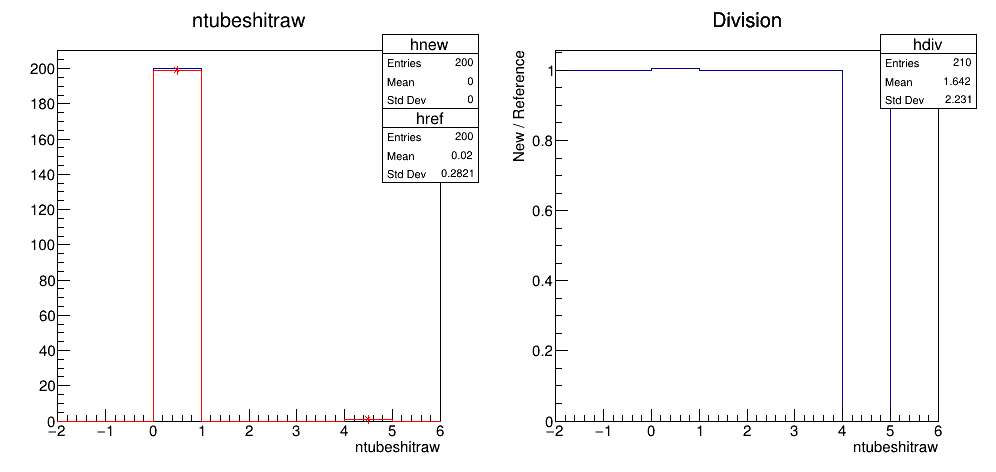 ntubeshitraw
hnew
Entries 200
Mean 0
Std Dev 0
href
Entries 200
Mean 0.02
Std Dev 0.2821
200
180
160
140
120
100
80
60
40
20
0
−2 −1 0 1 2 3 4 5 6
ntubeshitraw
Division
hdiv
Entries 210
Mean 1.642
Std Dev 2.231
New / Reference
1
0.8
0.6
0.4
0.2
0
−2 −1 0 1 2 3 4 5 6
ntubeshitraw